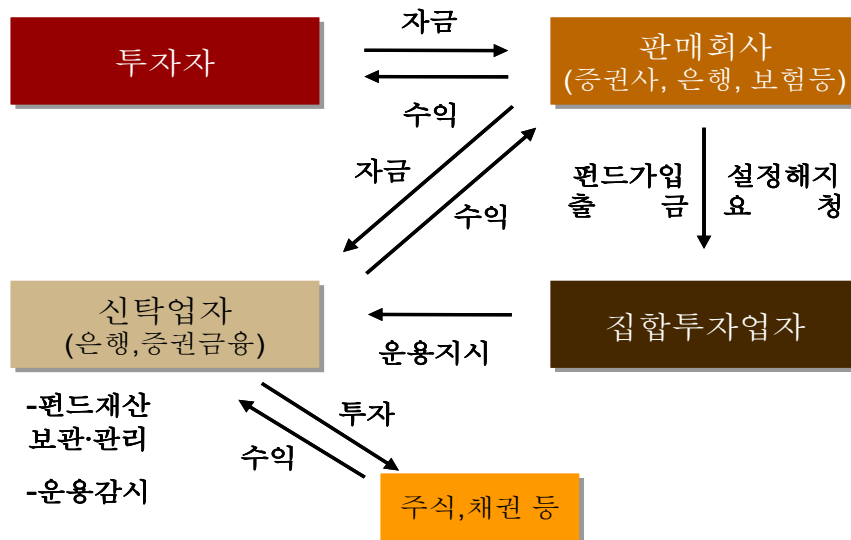 자금
투자자
판매회사
(증권사, 은행, 보험등)
수익
자금
수익
펀드가입 설정해지
출 금 요 청
신탁업자
(은행,증권금융)
집합투자업자
운용지시
-펀드재산
보관·관리
-운용감시
투자
수익
주식,채권 등